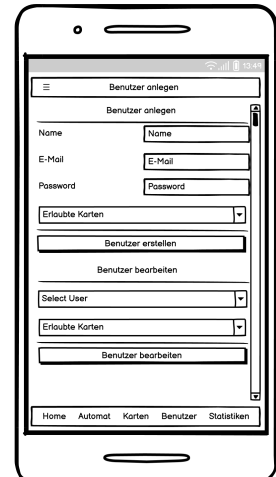 13:49
Benutzer anlegen
Benutzer anlegen
Name Name
E-Mail E-Mail
Password Password
Erlaubte Karten
Benutzer erstellen
Benutzer bearbeiten
Select User
Erlaubte Karten
Benutzer bearbeiten
Home Automat Karten Benutzer Statistiken